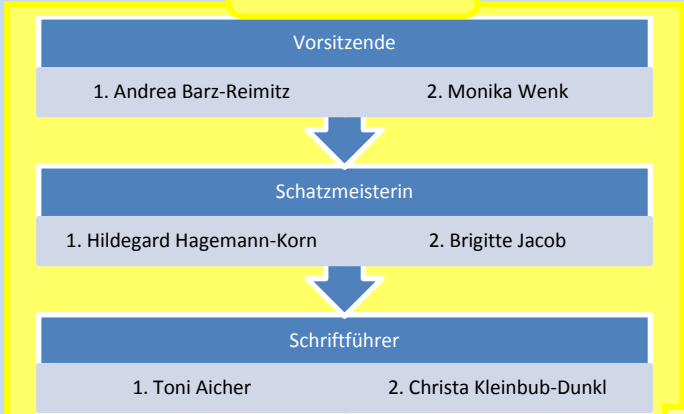 Vorsitzende
1. Andrea Barz-Reimitz 2. Monika Wenk
Schatzmeisterin
1. Hildegard Hagemann-Korn 2. Brigitte Jacob
Schriftführer
1. Toni Aicher 2. Christa Kleinbub-Dunkl